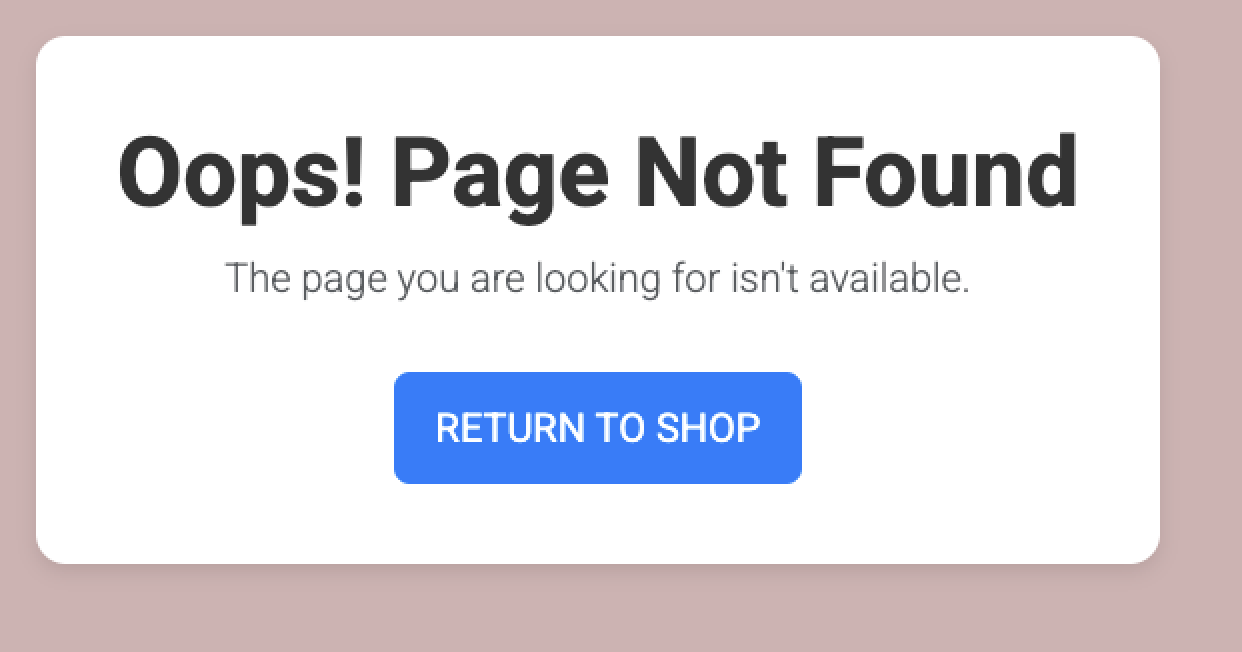 Oops! Page Not Found
The page you are looking for isn't available.
RETURN TO SHOP